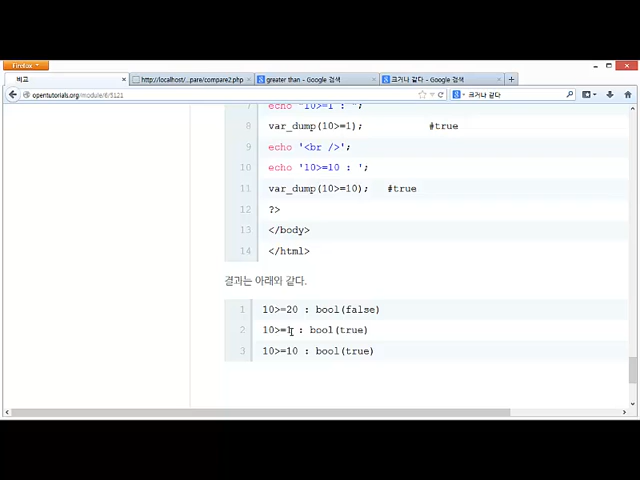 Firefox
비교
http://localhost/...pare/compare2.php
greater than - Google 검색
크거나 같다 - Google 검색
opentutorials.org/module/6/5121
크거나 같다
7 echo '10>=1 : ';
8 var_dump(10>=1); #true
9 echo '<br />';
10 echo '10>=10 : ';
11 var_dump(10>=10); #true
12 ?>
13 </body>
14 </html>
결과는 아래와 같다.
1 10>=20 : bool(false)
2 10>=1 : bool(true)
3 10>=10 : bool(true)